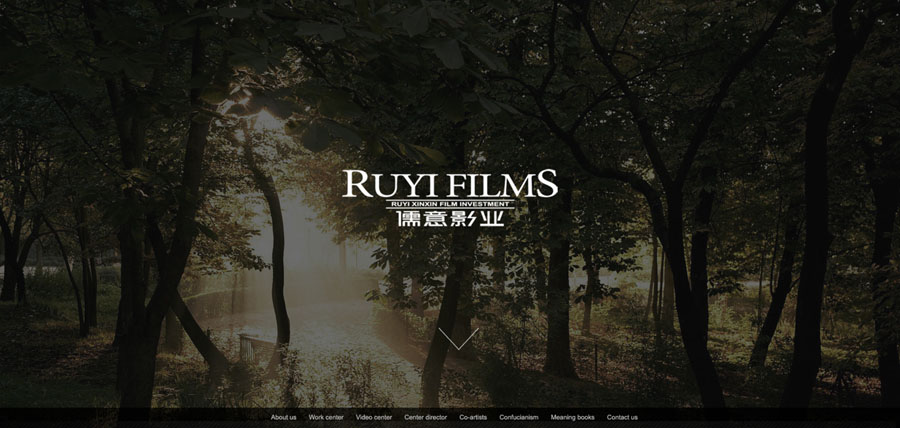 RUYI FILMS
RUYI XINXIN FILM INVESTMENT
儒意影业
About us Work center Video center Center director Co-artists Confucianism Meaning books Contact us